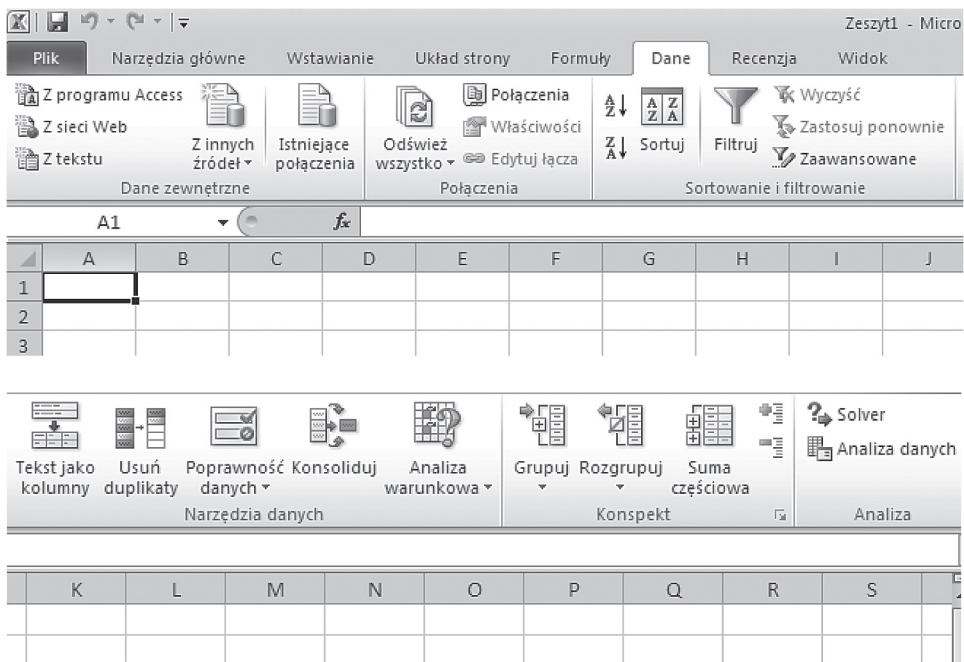 Zeszyt1 - Micro
Plik Narzędzia główne Wstawianie Układ strony Formuły Dane Recenzja Widok
Z programu Access
Z sieci Web
Z tekstu
Z innych źródeł
Istniejące połączenia
Dane zewnętrzne
Odśwież wszystko
Połączenia
Właściwości
Edytuj łącza
Połączenia
Sortuj
Filtruj
Wyczyść
Zastosuj ponownie
Zaawansowane
Sortowanie i filtrowanie
A1 fx
A B C D E F G H I J
1
2
3
Tekst jako kolumny
Usuń duplikaty
Poprawność danych
Konsoliduj
Analiza warunkowa
Narzędzia danych
Grupuj
Rozgrupuj
Suma częściowa
Konspekt
Solver
Analiza danych
Analiza
K L M N O P Q R S